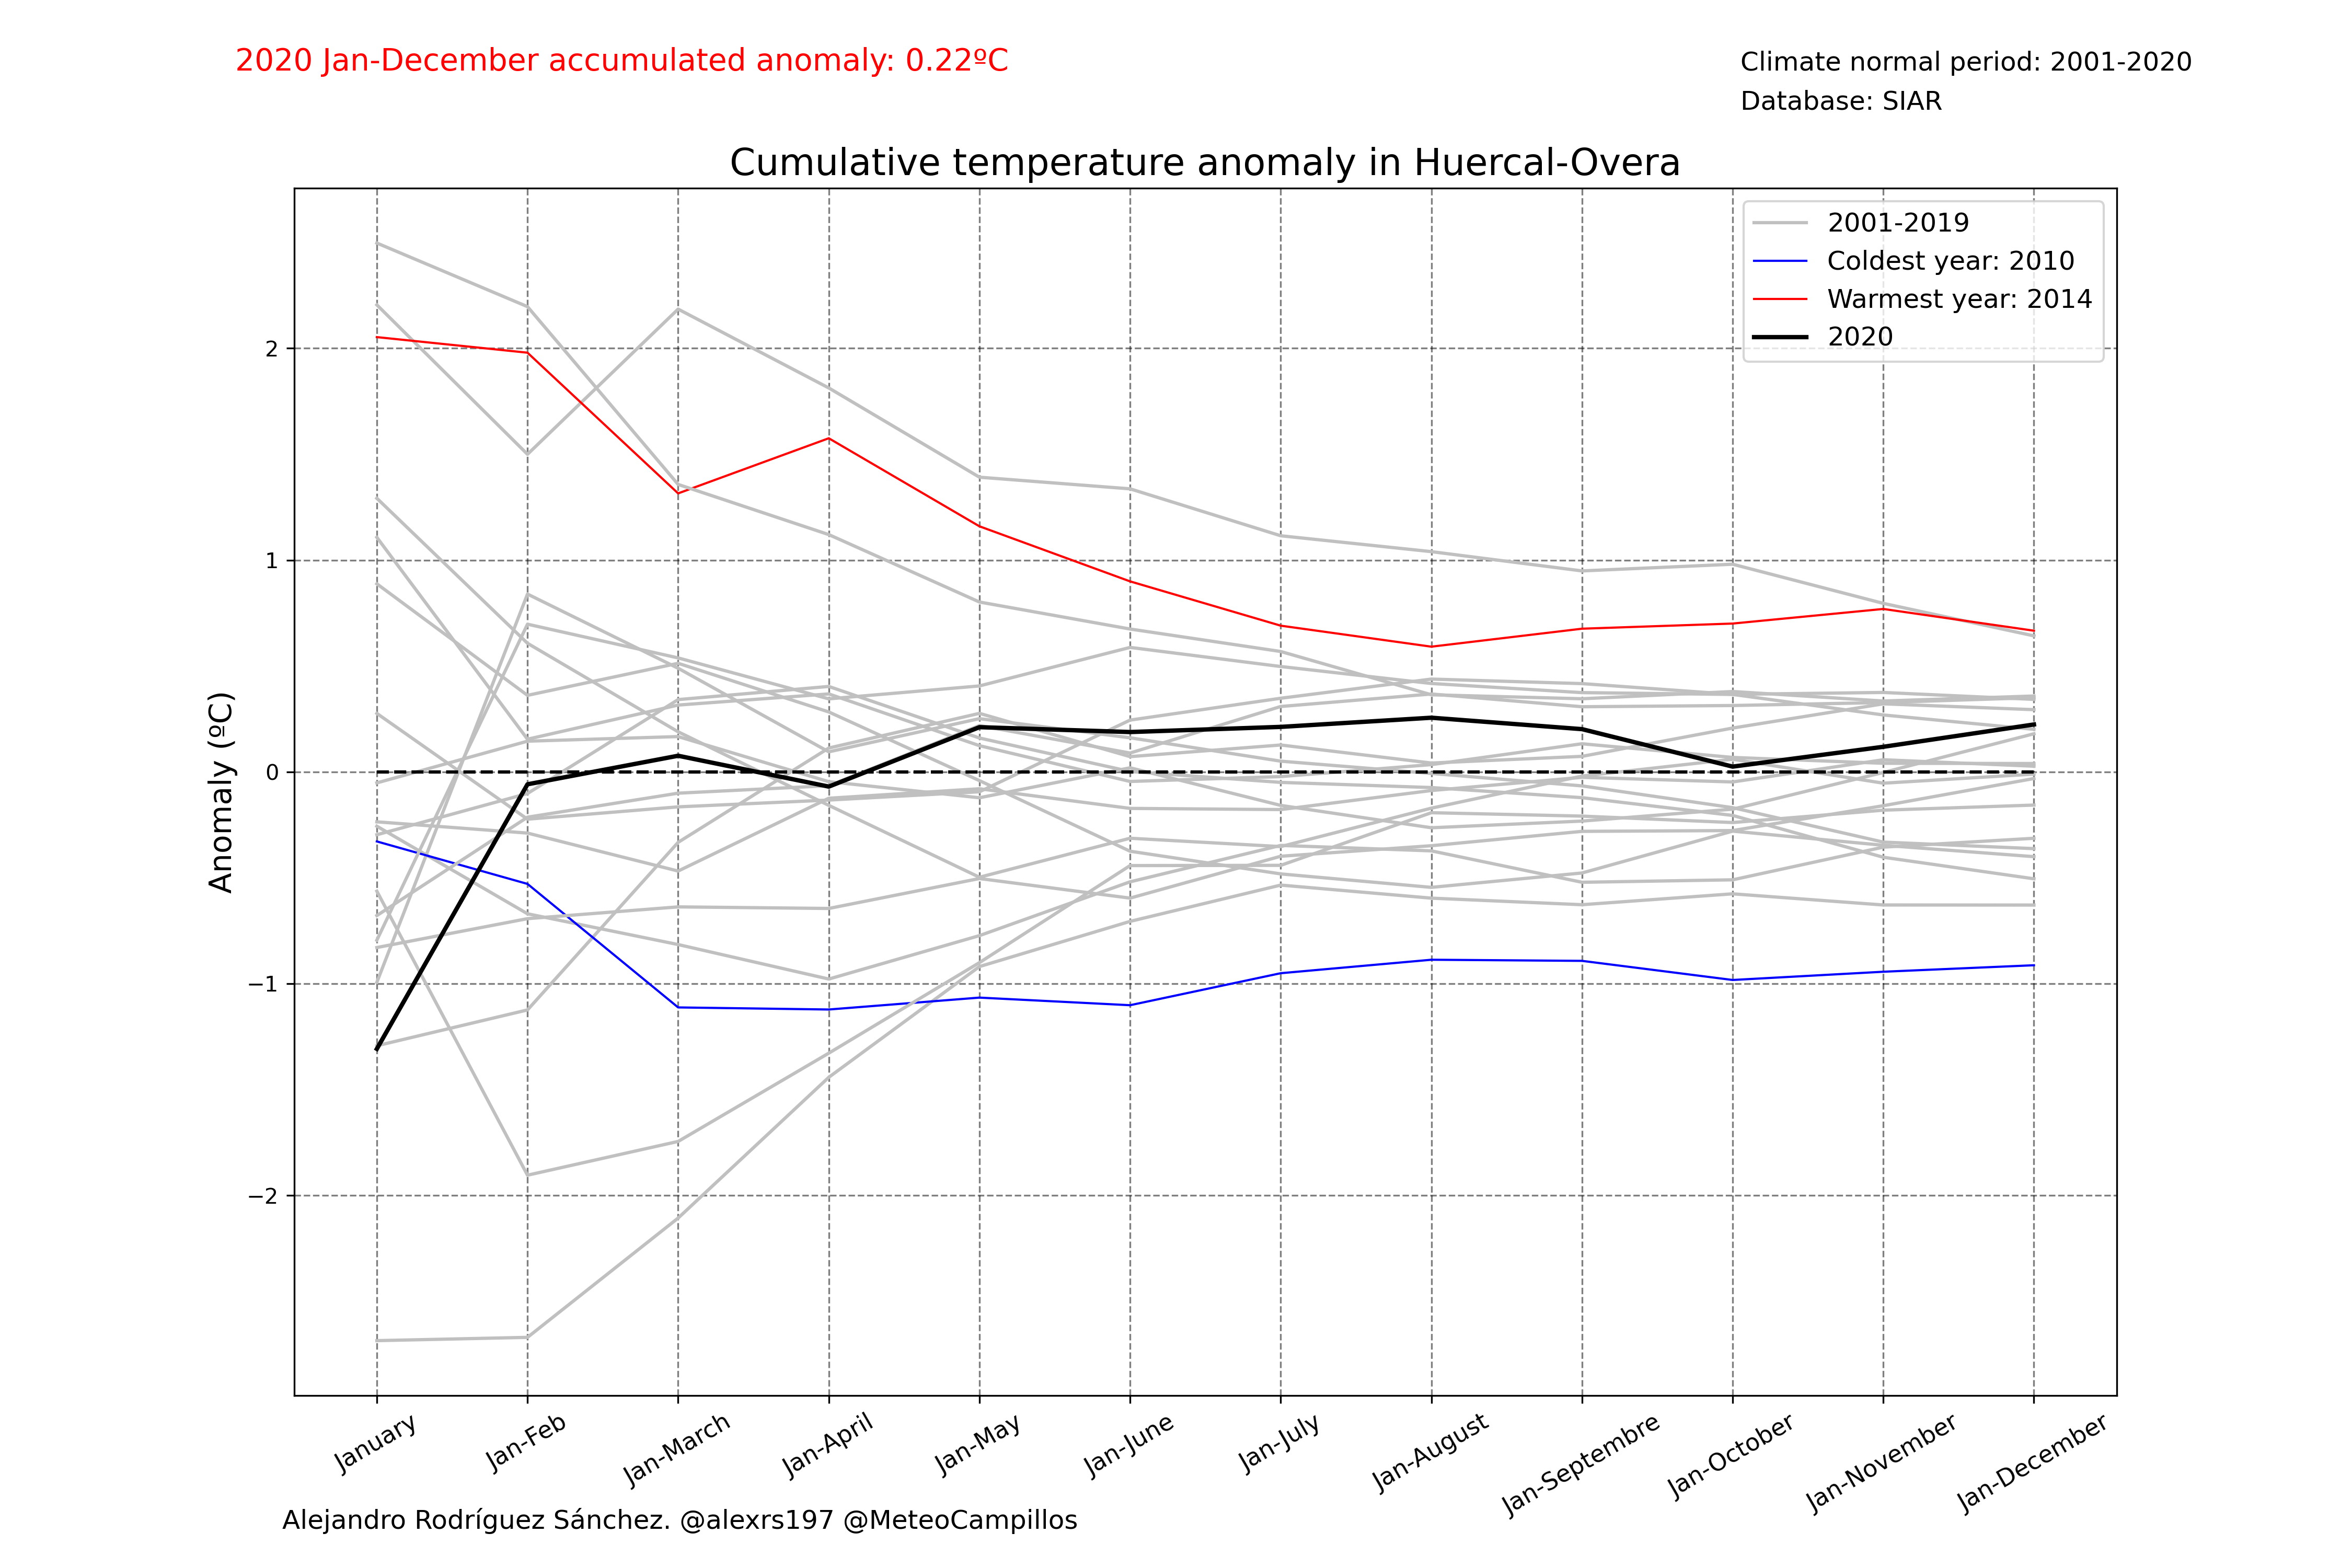 2020 Jan-December accumulated anomaly: 0.22ºC
Climate normal period: 2001-2020
Database: SIAR
Cumulative temperature anomaly in Huercal-Overa
2001-2019
Coldest year: 2010
Warmest year: 2014
2020
Anomaly (ºC)
2
1
0
−1
−2
January
Jan-Feb
Jan-March
Jan-April
Jan-May
Jan-June
Jan-July
Jan-August
Jan-Septembre
Jan-October
Jan-November
Jan-December
Alejandro Rodríguez Sánchez. @alexrs197 @MeteoCampillos